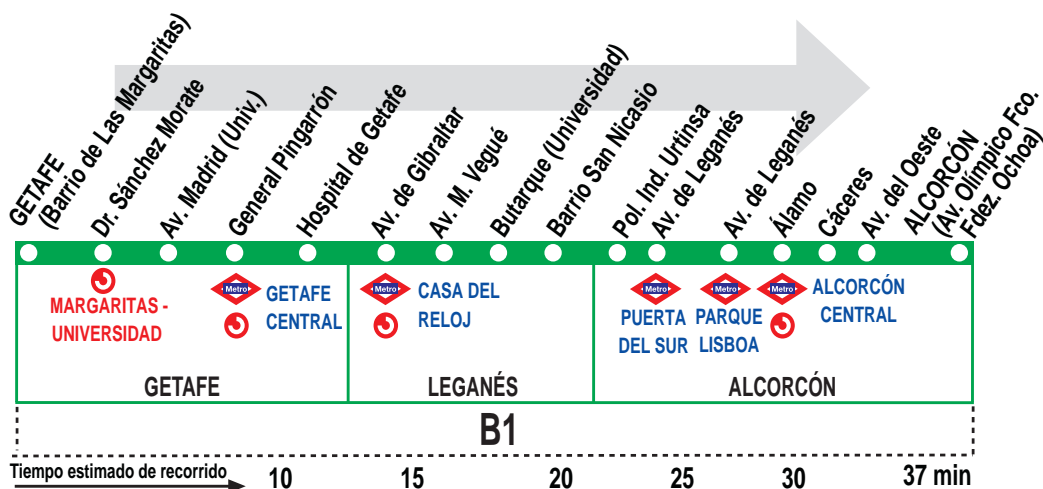 GETAFE
(Barrio de Las Margaritas)
Dr. Sánchez Morate
Av. Madrid (Univ.)
General Pingarrón
Hospital de Getafe
Av. de Gibraltar
Av. M. Vegué
Butarque (Universidad)
Barrio San Nicasio
Pol. Ind. Urtinsa
Av. de Leganés
Av. de Leganés
Álamo
Cáceres
Av. del Oeste
ALCORCÓN
(Av. Olímpico Fco.
Fdez. Ochoa)
MARGARITAS -
UNIVERSIDAD
Metro
GETAFE
CENTRAL
Metro
CASA DEL
RELOJ
Metro
PUERTA
DEL SUR
Metro
PARQUE
LISBOA
Metro
ALCORCÓN
CENTRAL
GETAFE
LEGANÉS
ALCORCÓN
B1
Tiempo estimado de recorrido
10
15
20
25
30
37 min